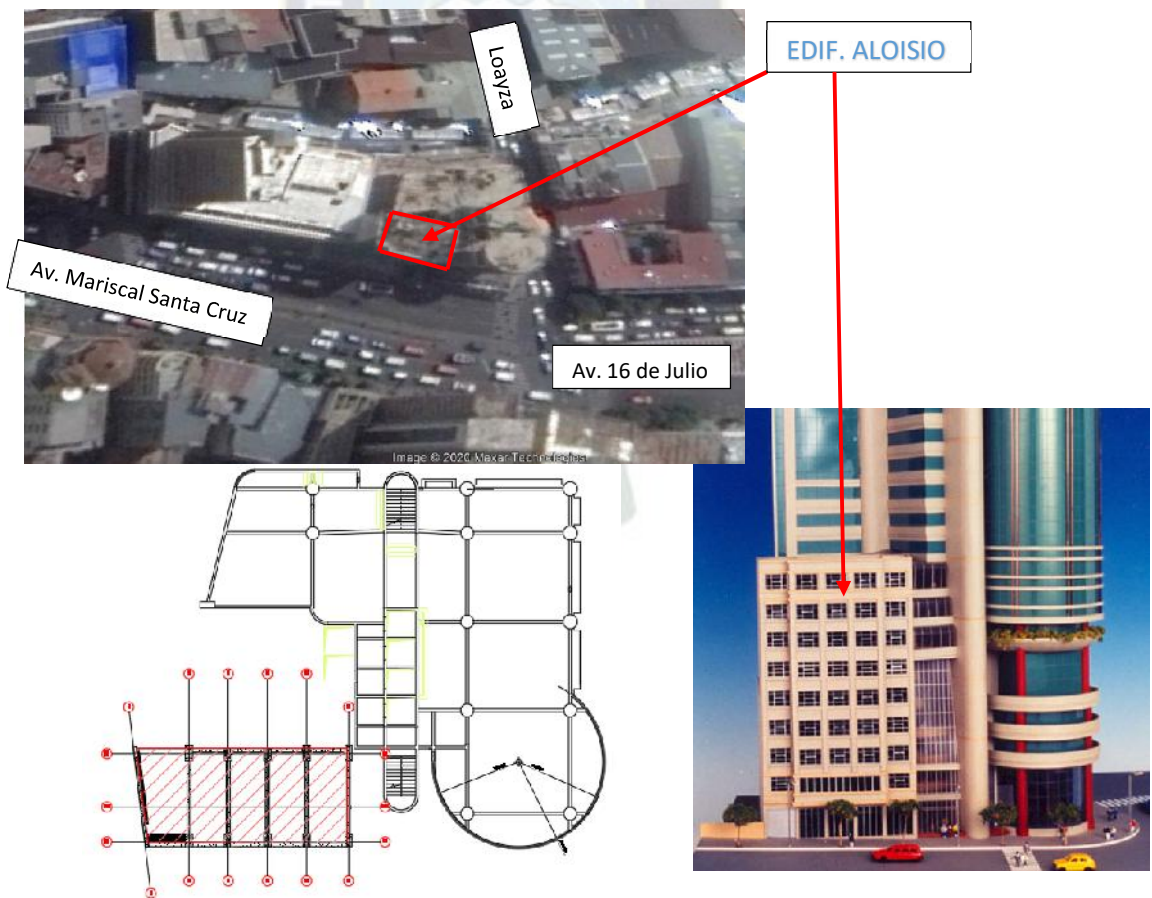 EDIF. ALOISIO
Loayza
Av. Mariscal Santa Cruz
Av. 16 de Julio
Image © 2020 Maxar Technologies